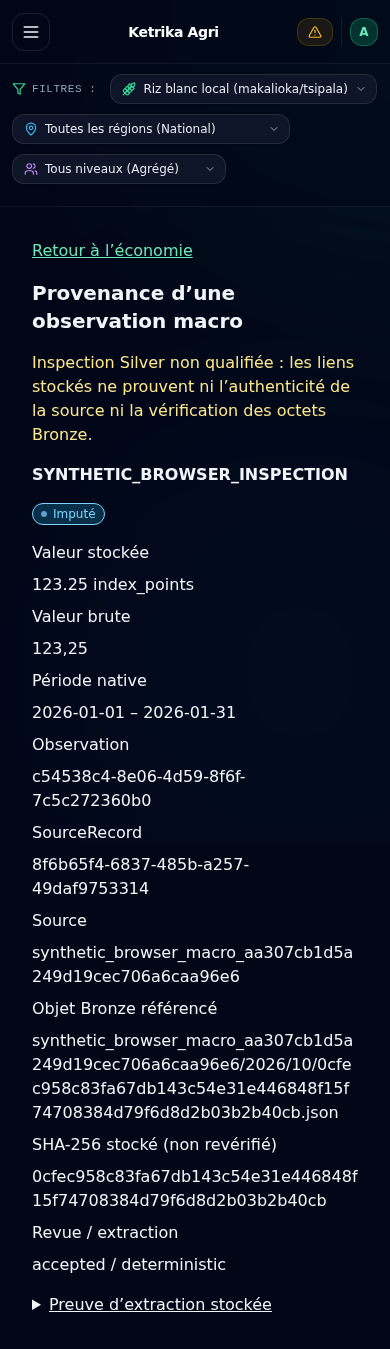 Ketrika Agri
A
FILTRES :
Riz blanc local (makalioka/tsipala)
Toutes les régions (National)
Tous niveaux (Agrégé)
Retour à l’économie
Provenance d’une
observation macro
Inspection Silver non qualifiée : les liens
stockés ne prouvent ni l’authenticité de
la source ni la vérification des octets
Bronze.
SYNTHETIC_BROWSER_INSPECTION
Imputé
Valeur stockée
123.25 index_points
Valeur brute
123,25
Période native
2026-01-01 – 2026-01-31
Observation
c54538c4-8e06-4d59-8f6f-
7c5c272360b0
SourceRecord
8f6b65f4-6837-485b-a257-
49daf9753314
Source
synthetic_browser_macro_aa307cb1d5a
249d19cec706a6caa96e6
Objet Bronze référencé
synthetic_browser_macro_aa307cb1d5a
249d19cec706a6caa96e6/2026/10/0cfe
c958c83fa67db143c54e31e446848f15f
74708384d79f6d8d2b03b2b40cb.json
SHA-256 stocké (non revérifié)
0cfec958c83fa67db143c54e31e446848f
15f74708384d79f6d8d2b03b2b40cb
Revue / extraction
accepted / deterministic
Preuve d’extraction stockée